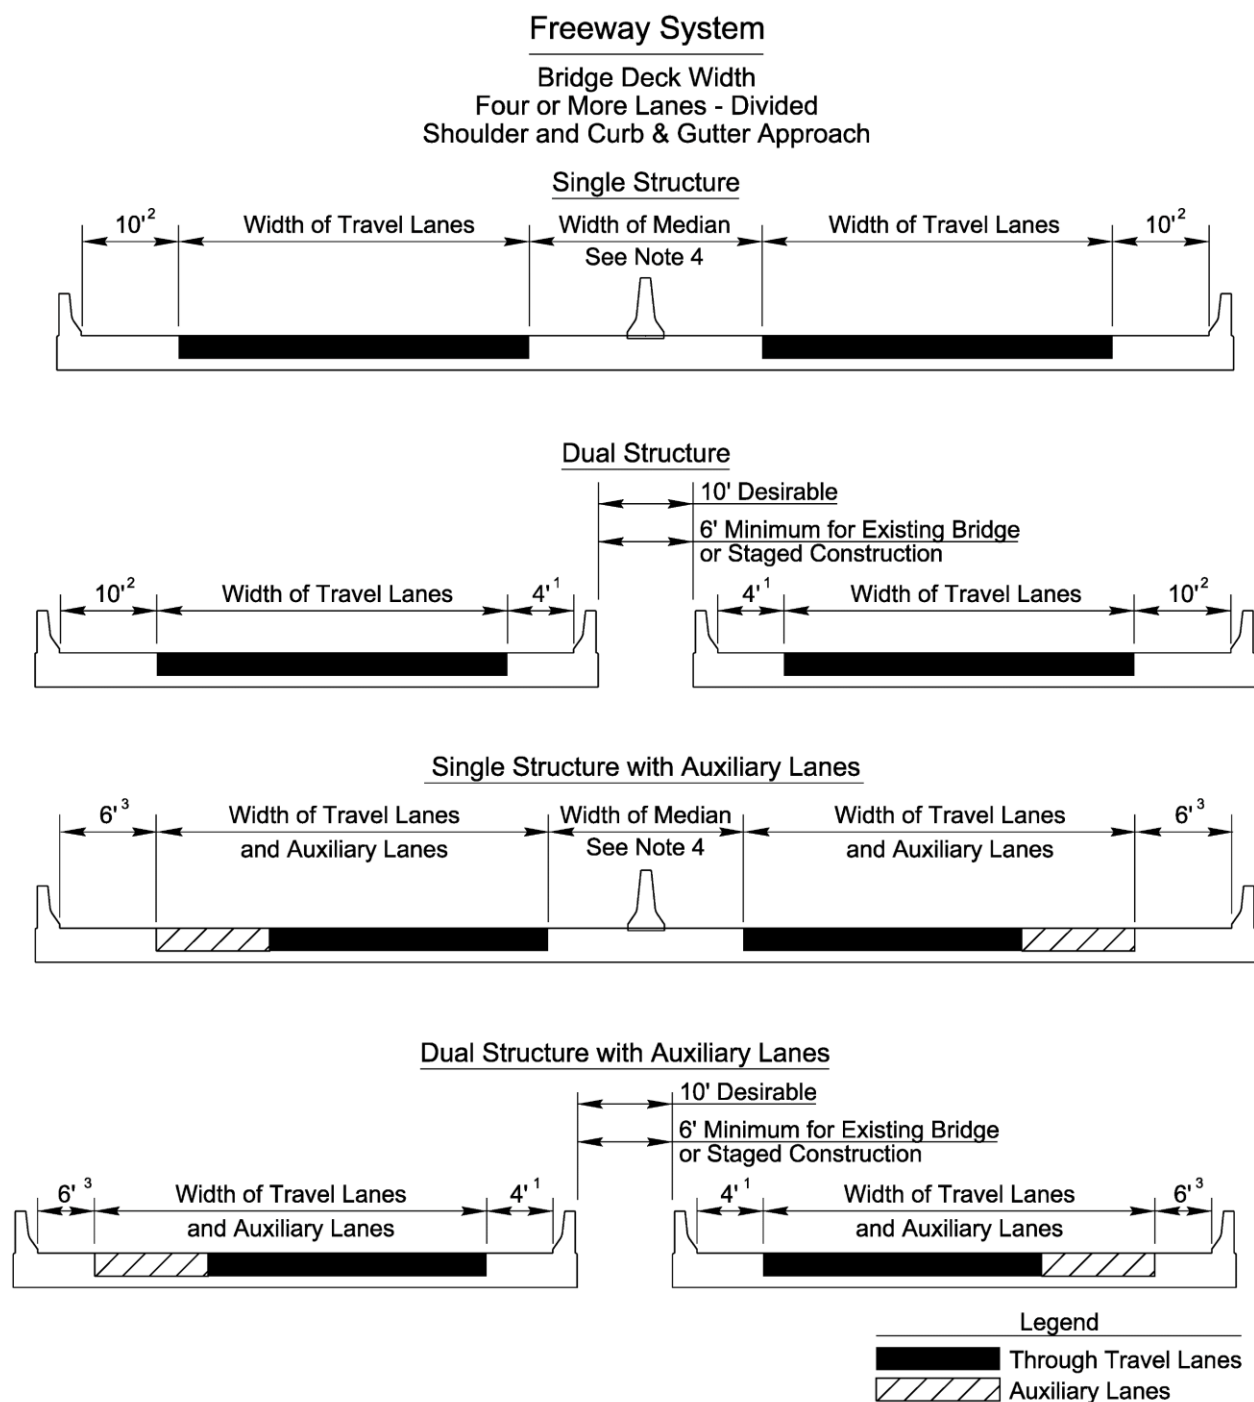 Freeway System
Bridge Deck Width
Four or More Lanes - Divided
Shoulder and Curb & Gutter Approach
Single Structure
10'² Width of Travel Lanes Width of Median Width of Travel Lanes 10'²
See Note 4
Dual Structure
10' Desirable
6' Minimum for Existing Bridge
or Staged Construction
10'² Width of Travel Lanes 4'¹ 4'¹ Width of Travel Lanes 10'²
Single Structure with Auxiliary Lanes
6'³ Width of Travel Lanes Width of Median Width of Travel Lanes 6'³
and Auxiliary Lanes See Note 4 and Auxiliary Lanes
Dual Structure with Auxiliary Lanes
10' Desirable
6' Minimum for Existing Bridge
or Staged Construction
6'³ Width of Travel Lanes 4'¹ 4'¹ Width of Travel Lanes 6'³
and Auxiliary Lanes and Auxiliary Lanes
Legend
Through Travel Lanes
Auxiliary Lanes